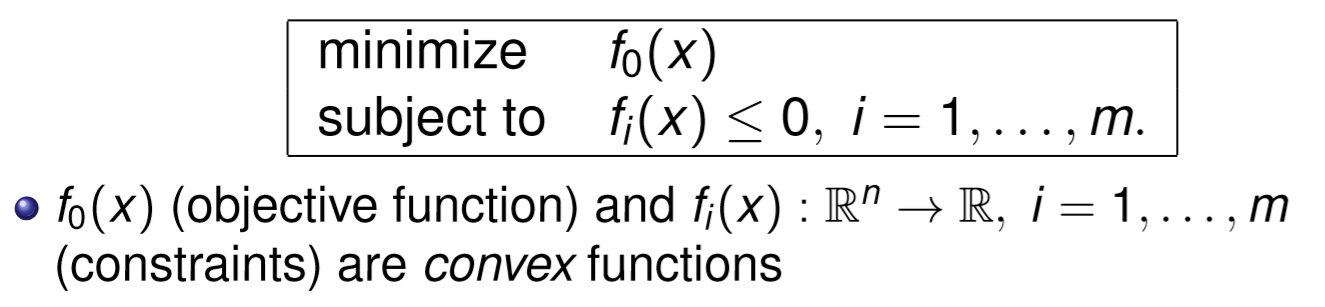 minimize f₀(x)
subject to fᵢ(x) ≤ 0, i = 1, . . . , m.
f₀(x) (objective function) and fᵢ(x) : ℝⁿ → ℝ, i = 1, . . . , m
(constraints) are convex functions